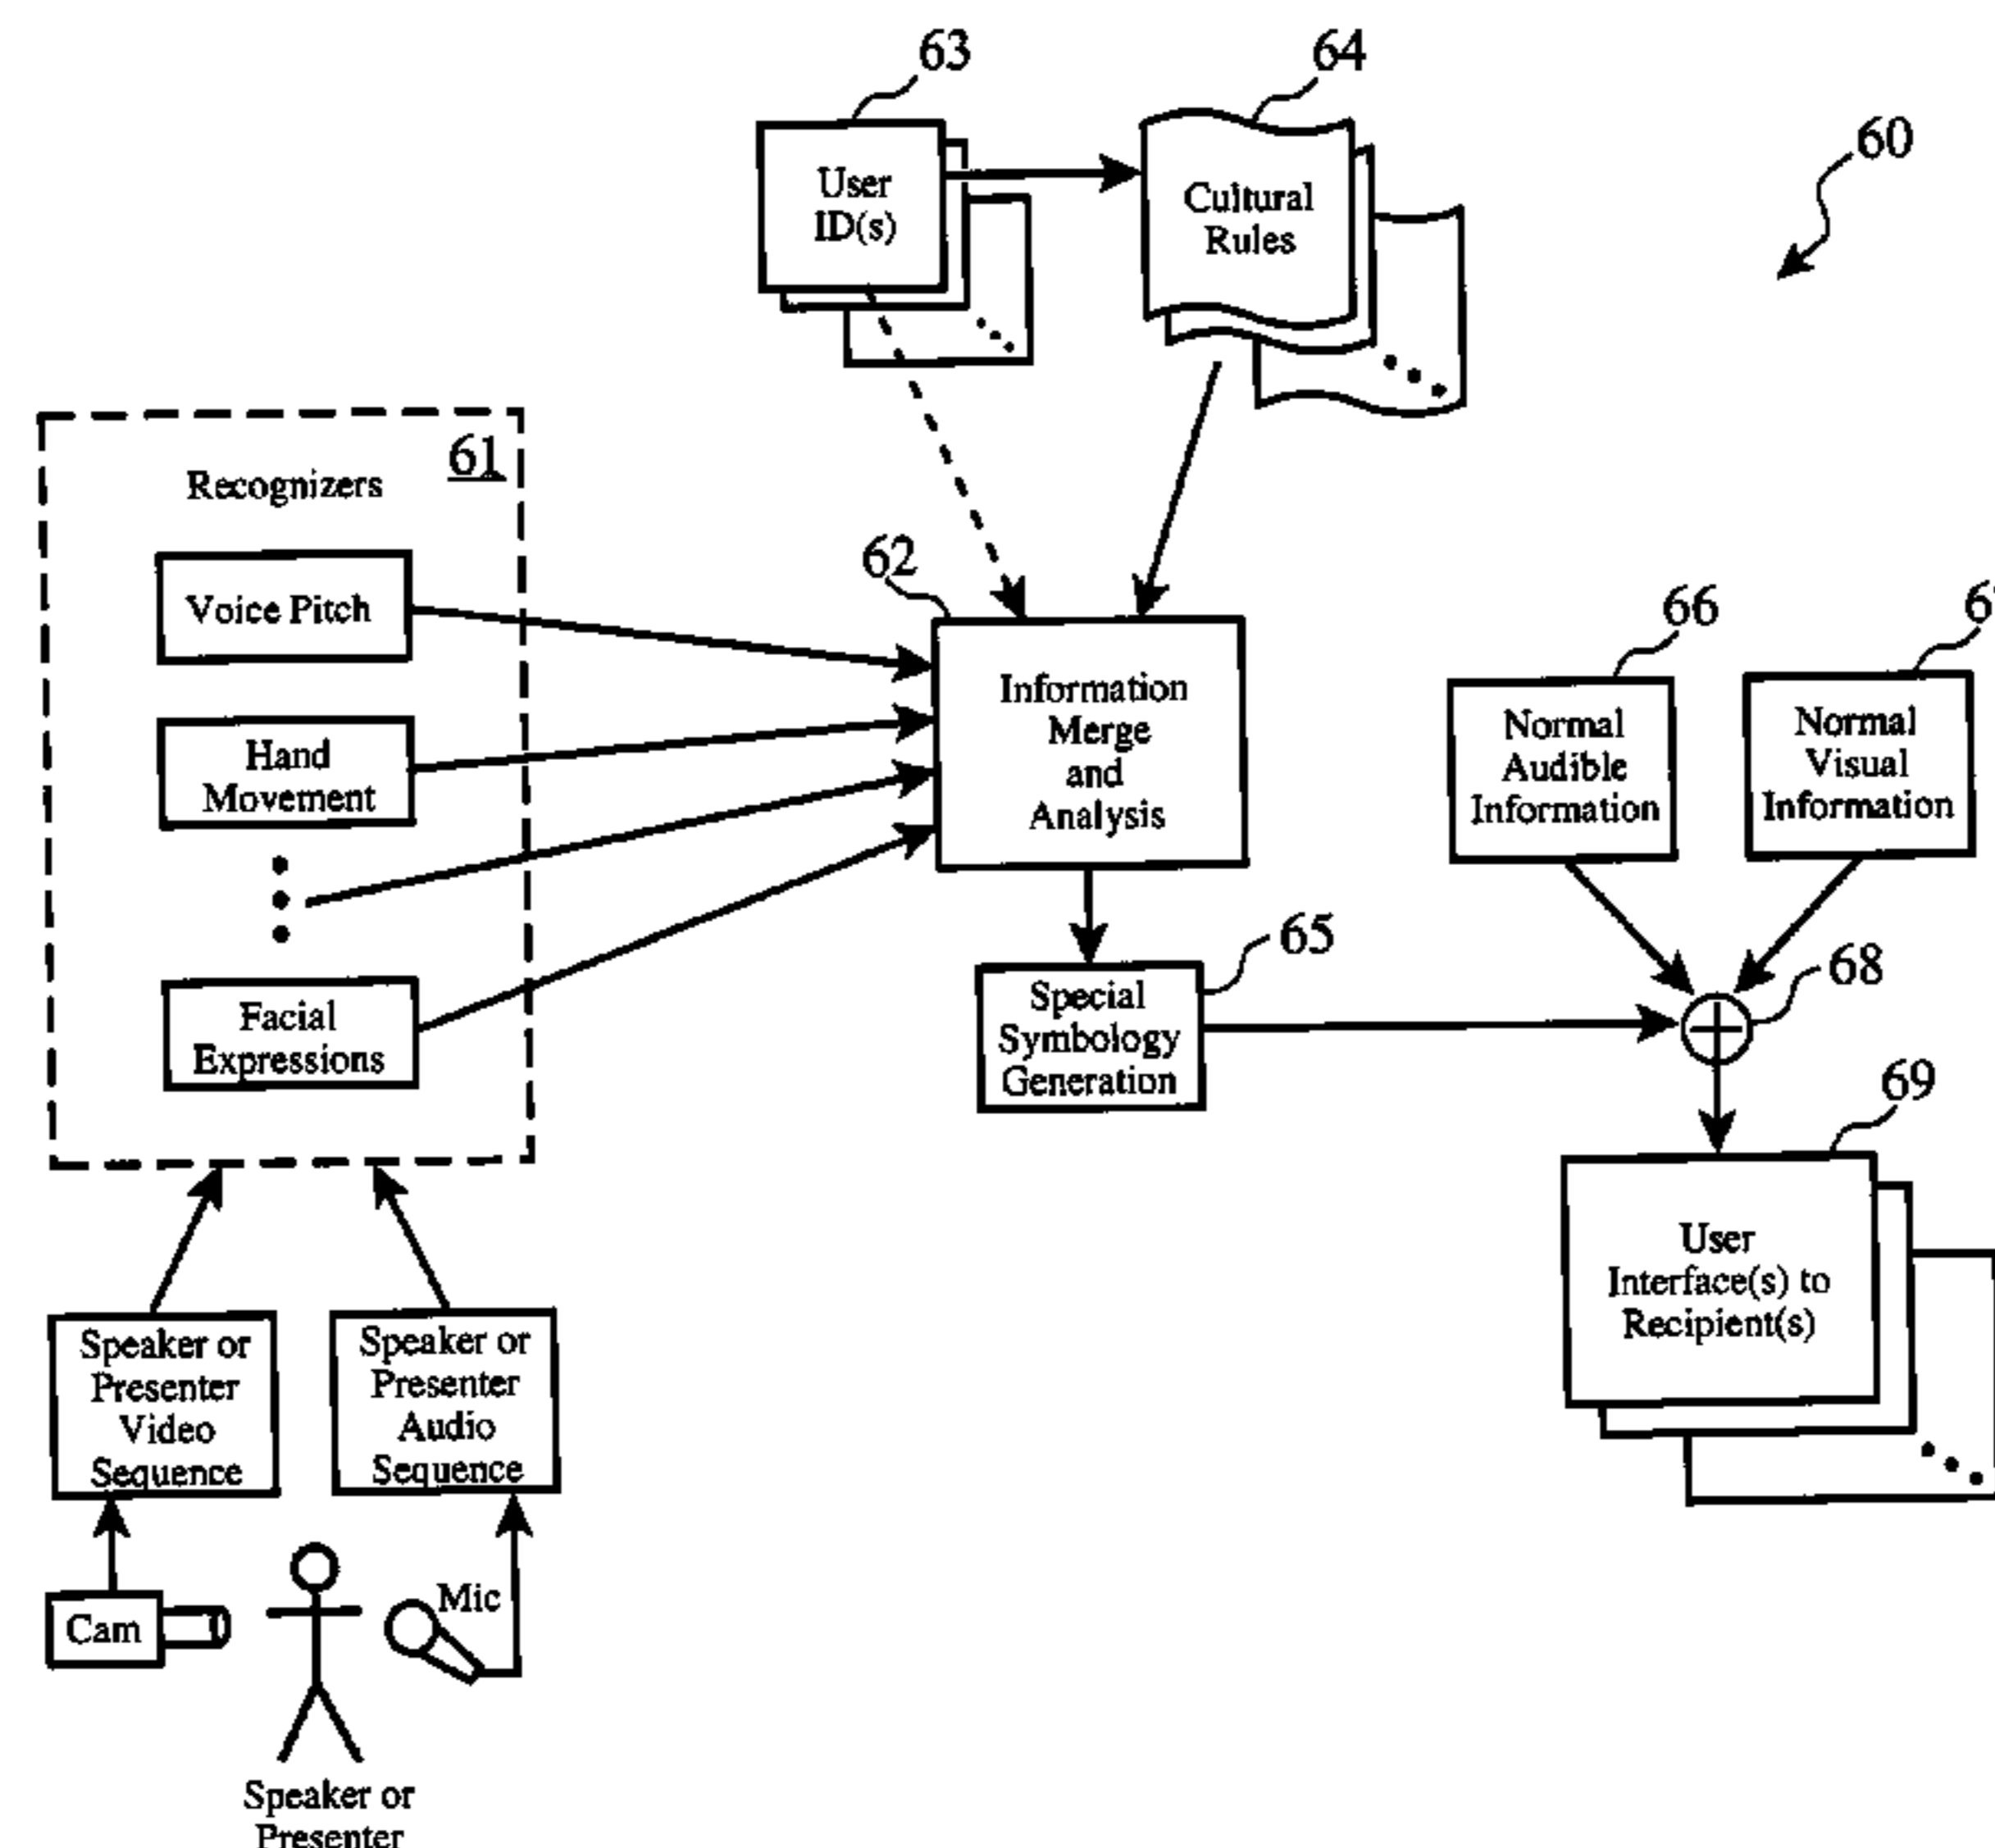 63
64
60
User
ID(s)
Cultural
Rules
61
Recognizers
Voice Pitch
Hand
Movement
Facial
Expressions
62
Information
Merge
and
Analysis
65
Special
Symbology
Generation
66
Normal
Audible
Information
Normal
Visual
Information
68
69
User
Interface(s) to
Recipient(s)
Speaker or
Presenter
Video
Sequence
Speaker or
Presenter
Audio
Sequence
Cam
Mic
Speaker or
Presenter